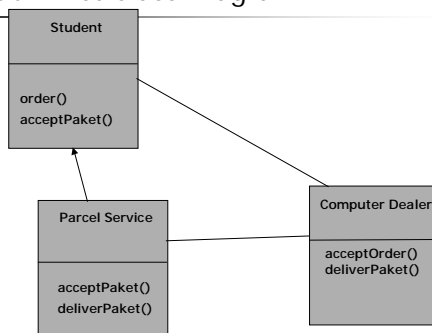 Student
order()
acceptPaket()
Parcel Service
acceptPaket()
deliverPaket()
Computer Dealer
acceptOrder()
deliverPaket()